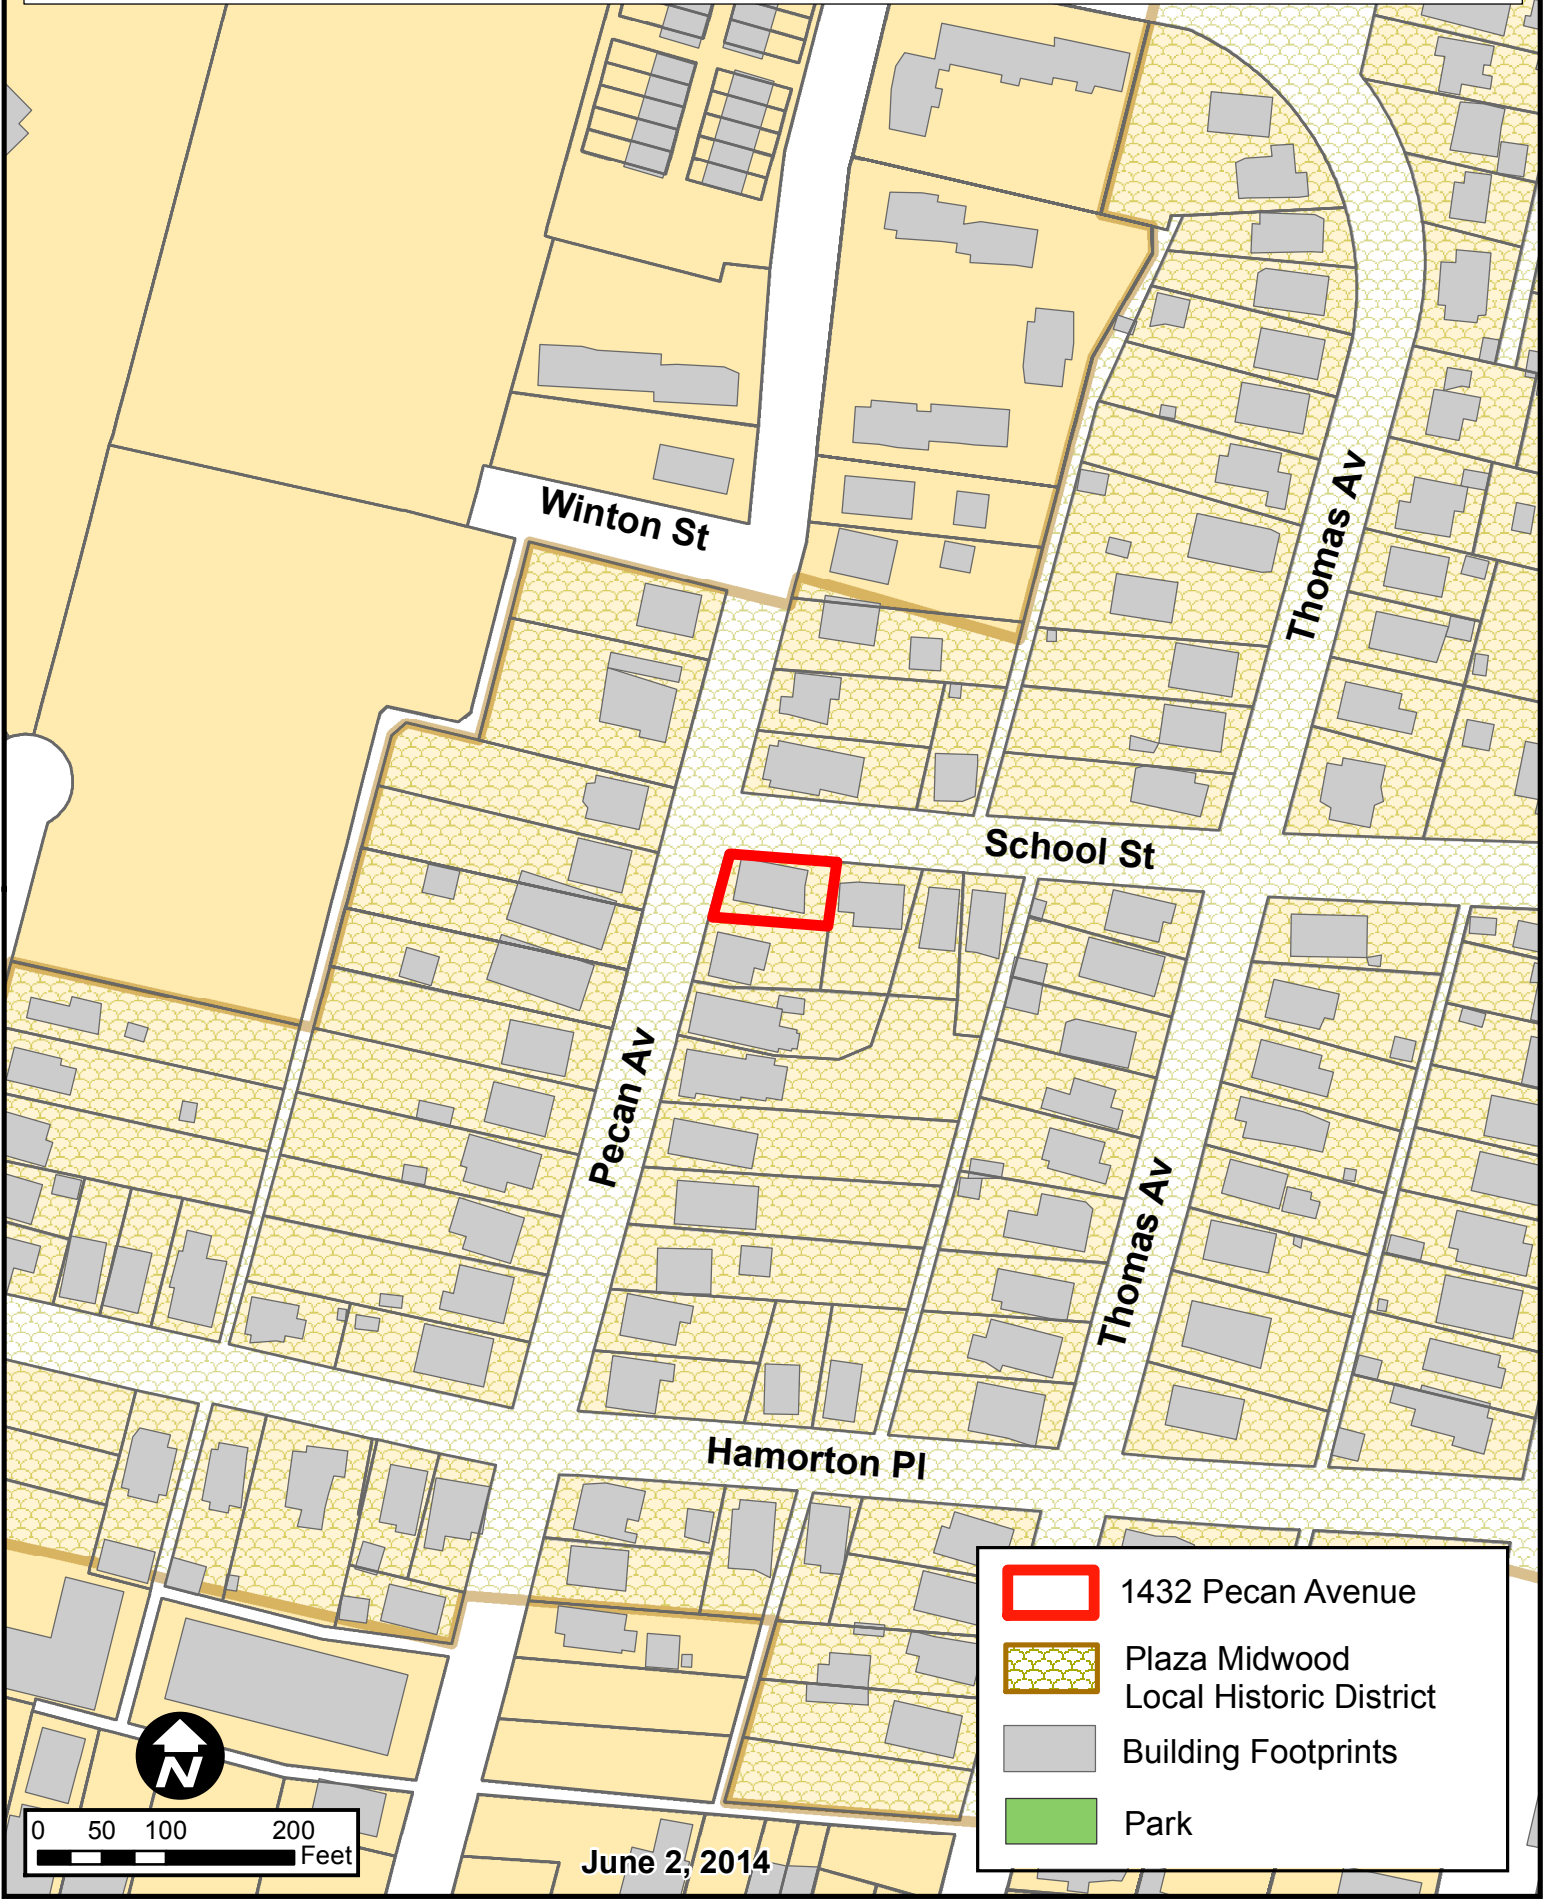 Winton St
Thomas Av
School St
Pecan Av
Thomas Av
Hamorton Pl
1432 Pecan Avenue
Plaza Midwood
Local Historic District
Building Footprints
Park
N
0 50 100 200
Feet
June 2, 2014